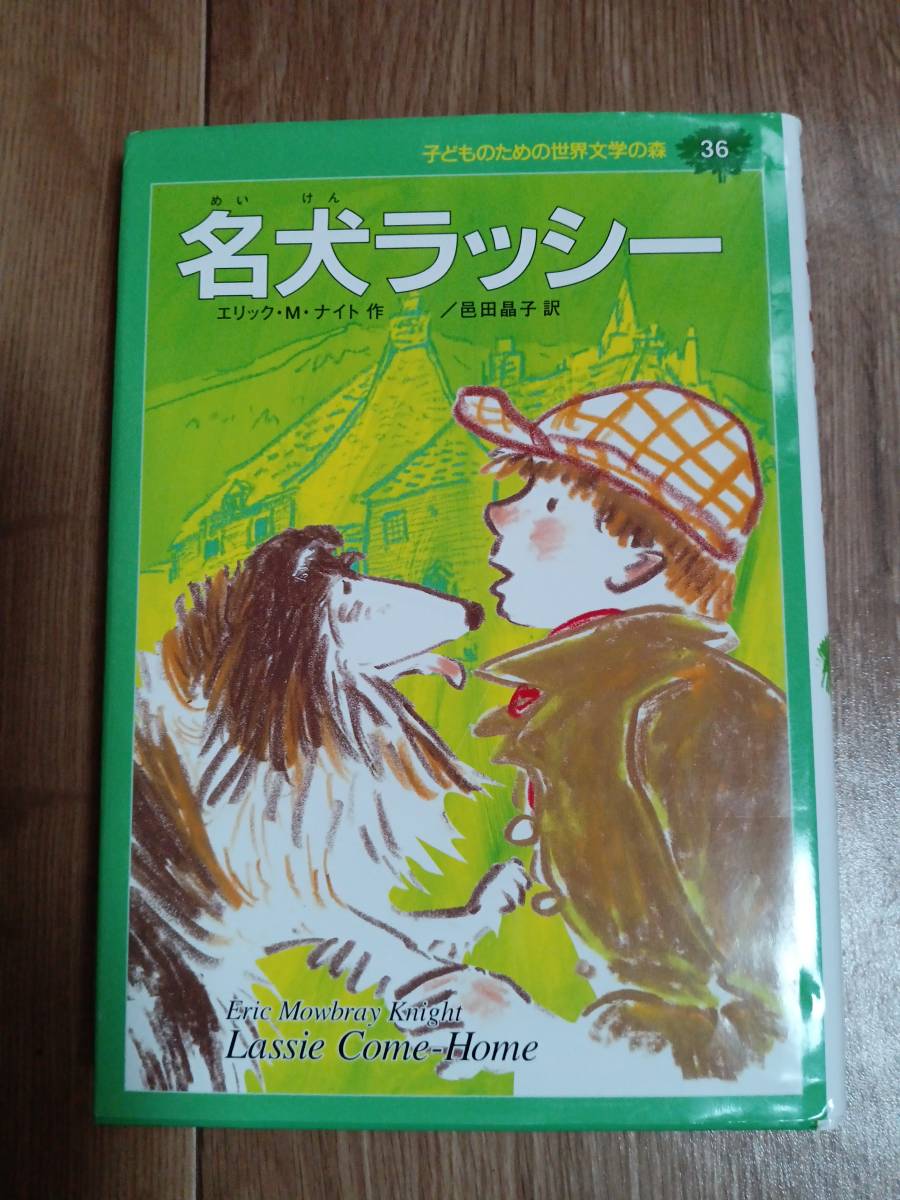 子どものための世界文学の森 36
めい けん
名犬ラッシー
エリック・M・ナイト 作 /邑田晶子 訳
Eric Mowbray Knight
Lassie Come-Home